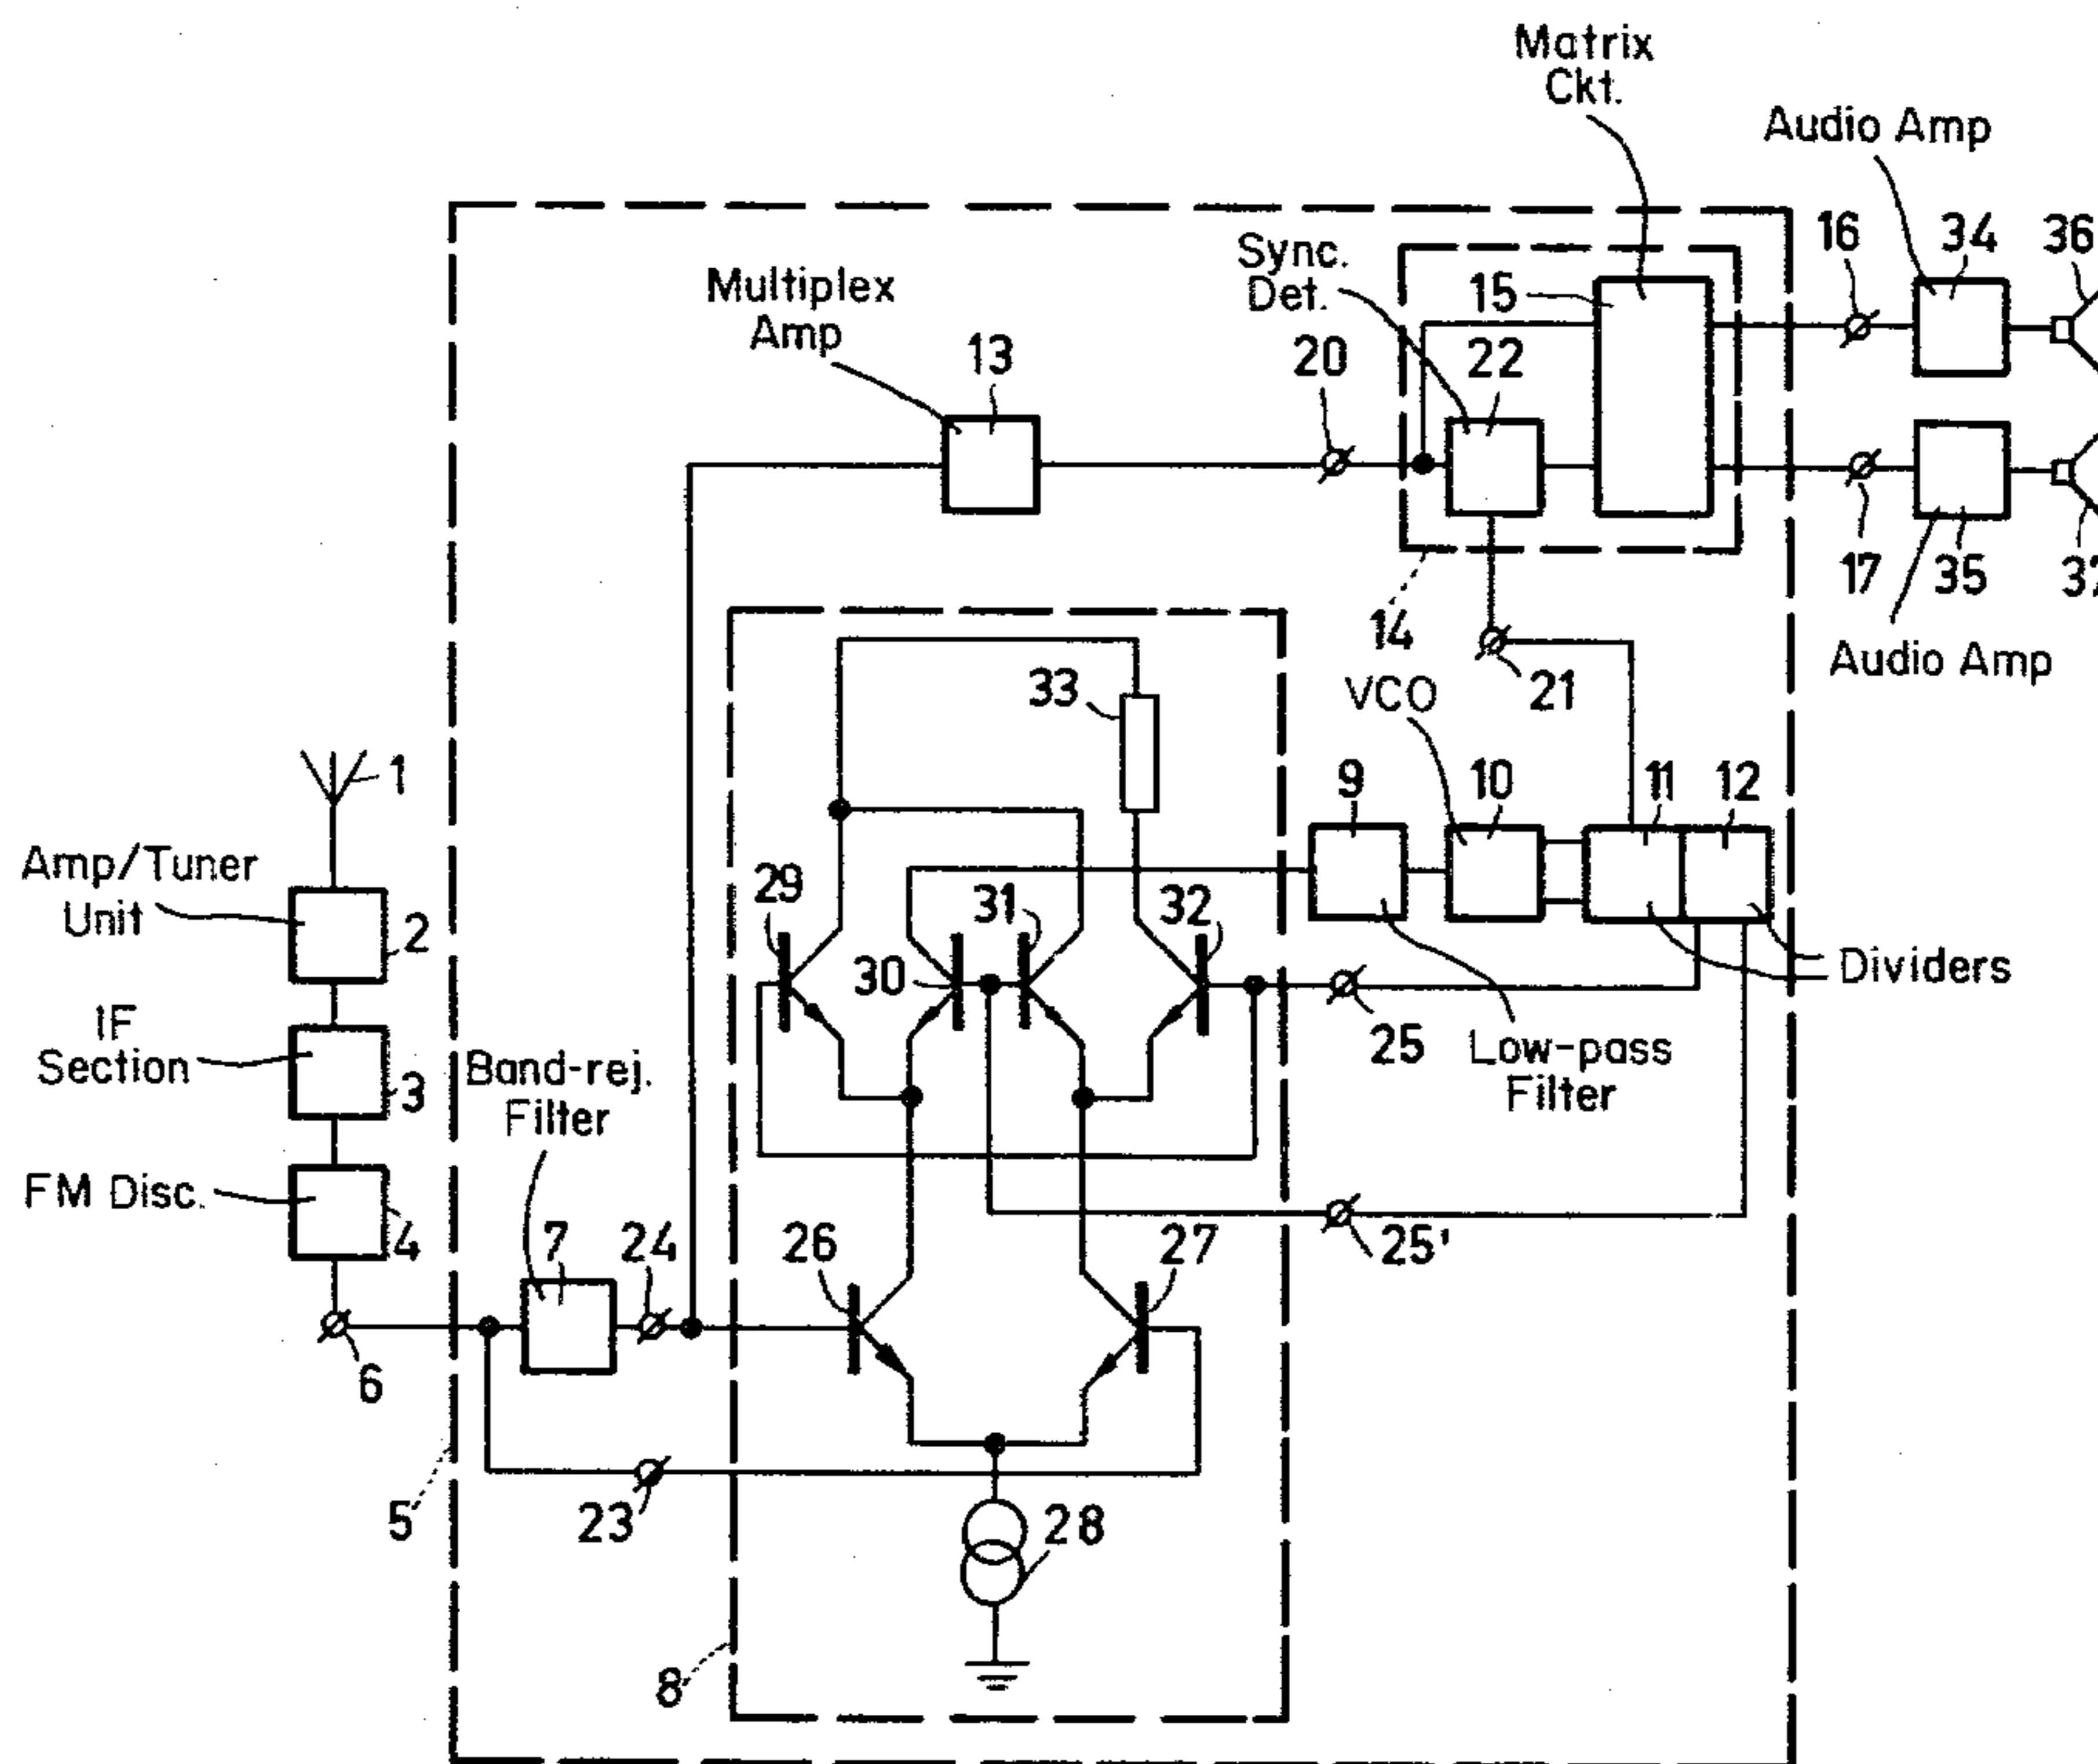 Matrix
Ckt.
Audio Amp
16
34
36
Sync.
Det.
15
Multiplex
Amp
13
20
22
17
35
14
Audio Amp
21
33
VCO
1
9
10
11
12
Amp/Tuner
Unit
2
29
31
32
30
Dividers
IF
Section
3
Band-rej.
Filter
25
Low-pass
Filter
FM Disc.
4
7
24
26
27
25'
6
5
23
28
8